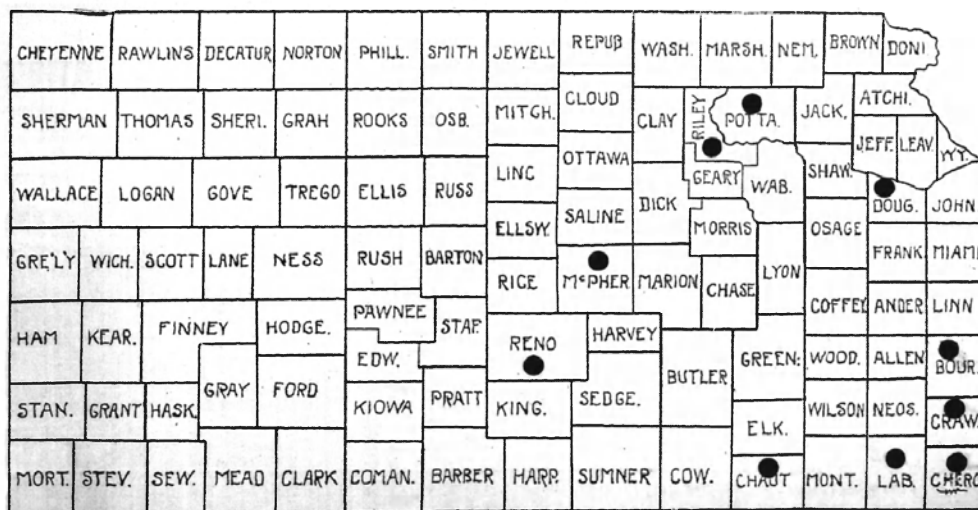 CHEYENNE RAWLINS DECATUR NORTON PHILL. SMITH JEWELL REPUB WASH. MARSH. NEM. BROWN DONI
SHERMAN THOMAS SHERI. GRAH ROOKS OSB. MITCH. CLOUD CLAY RILEY POTTA. JACK. ATCHI.
JEFF. LEAV. WY.
WALLACE LOGAN GOVE TREGO ELLIS RUSS LINC OTTAWA DICK GEARY WAB. SHAW. DOUG. JOHN
ELLSW. SALINE MORRIS OSAGE
GRE'L'Y WICH. SCOTT LANE NESS RUSH BARTON RICE McPHER MARION CHASE LYON FRANK. MIAMI
HAM KEAR. FINNEY HODGE. PAWNEE STAF. RENO HARVEY COFFEY ANDER LINN
EDW. GREEN. WOOD. ALLEN BOUR.
STAN. GRANT HASK. GRAY FORD KIOWA PRATT KING. SEDGE. BUTLER ELK. WILSON NEOS. CRAW.
MORT. STEV. SEW. MEAD CLARK COMAN. BARBER HARP. SUMNER COW. CHAUT MONT. LAB. CHERO